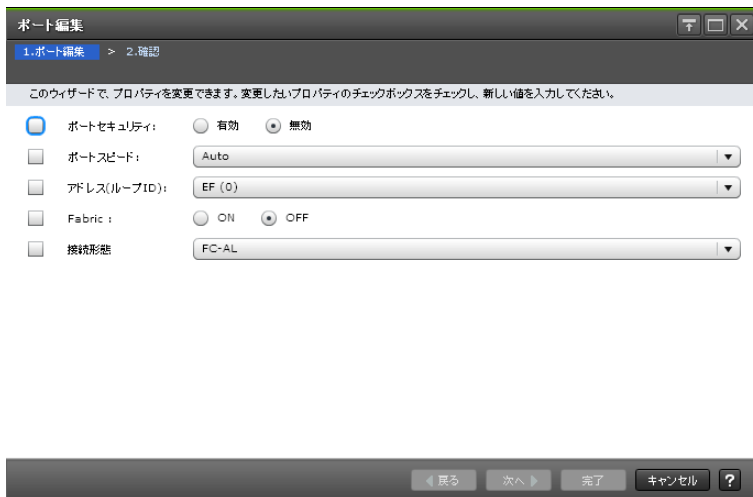 ポート編集
1.ポート編集 > 2.確認
このウィザードで、プロパティを変更できます。変更したいプロパティのチェックボックスをチェックし、新しい値を入力してください。
ポートセキュリティ: 有効 無効
ポートスピード: Auto
アドレス(ループID): EF (0)
Fabric : ON OFF
接続形態 FC-AL
戻る 次へ 完了 キャンセル ?